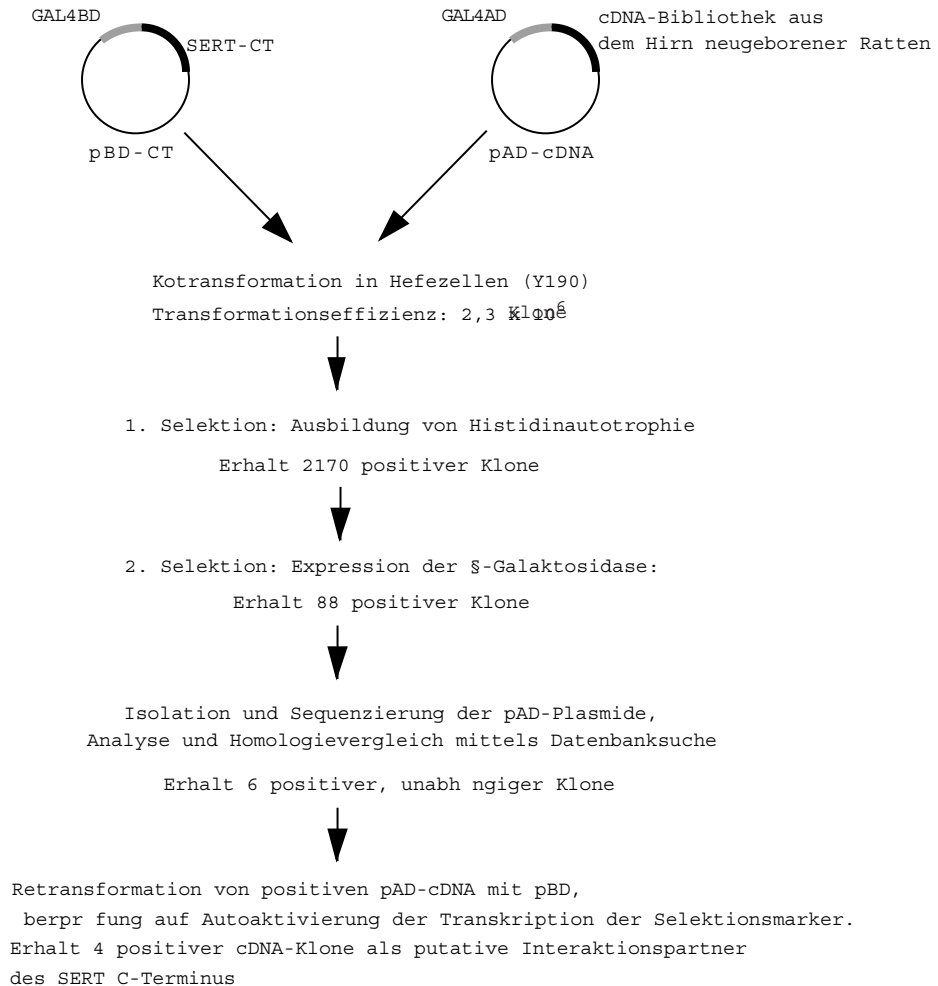 GAL4BD
SERT-CT
pBD-CT
GAL4AD
cDNA-Bibliothek aus
dem Hirn neugeborener Ratten
pAD-cDNA
Kotransformation in Hefezellen (Y190)
Transformationseffizienz: 2,3 x 10⁶ Klone
1. Selektion: Ausbildung von Histidinautotrophie
Erhalt 2170 positiver Klone
2. Selektion: Expression der §-Galaktosidase:
Erhalt 88 positiver Klone
Isolation und Sequenzierung der pAD-Plasmide,
Analyse und Homologievergleich mittels Datenbanksuche
Erhalt 6 positiver, unabh ngiger Klone
Retransformation von positiven pAD-cDNA mit pBD,
berpr fung auf Autoaktivierung der Transkription der Selektionsmarker.
Erhalt 4 positiver cDNA-Klone als putative Interaktionspartner
des SERT C-Terminus